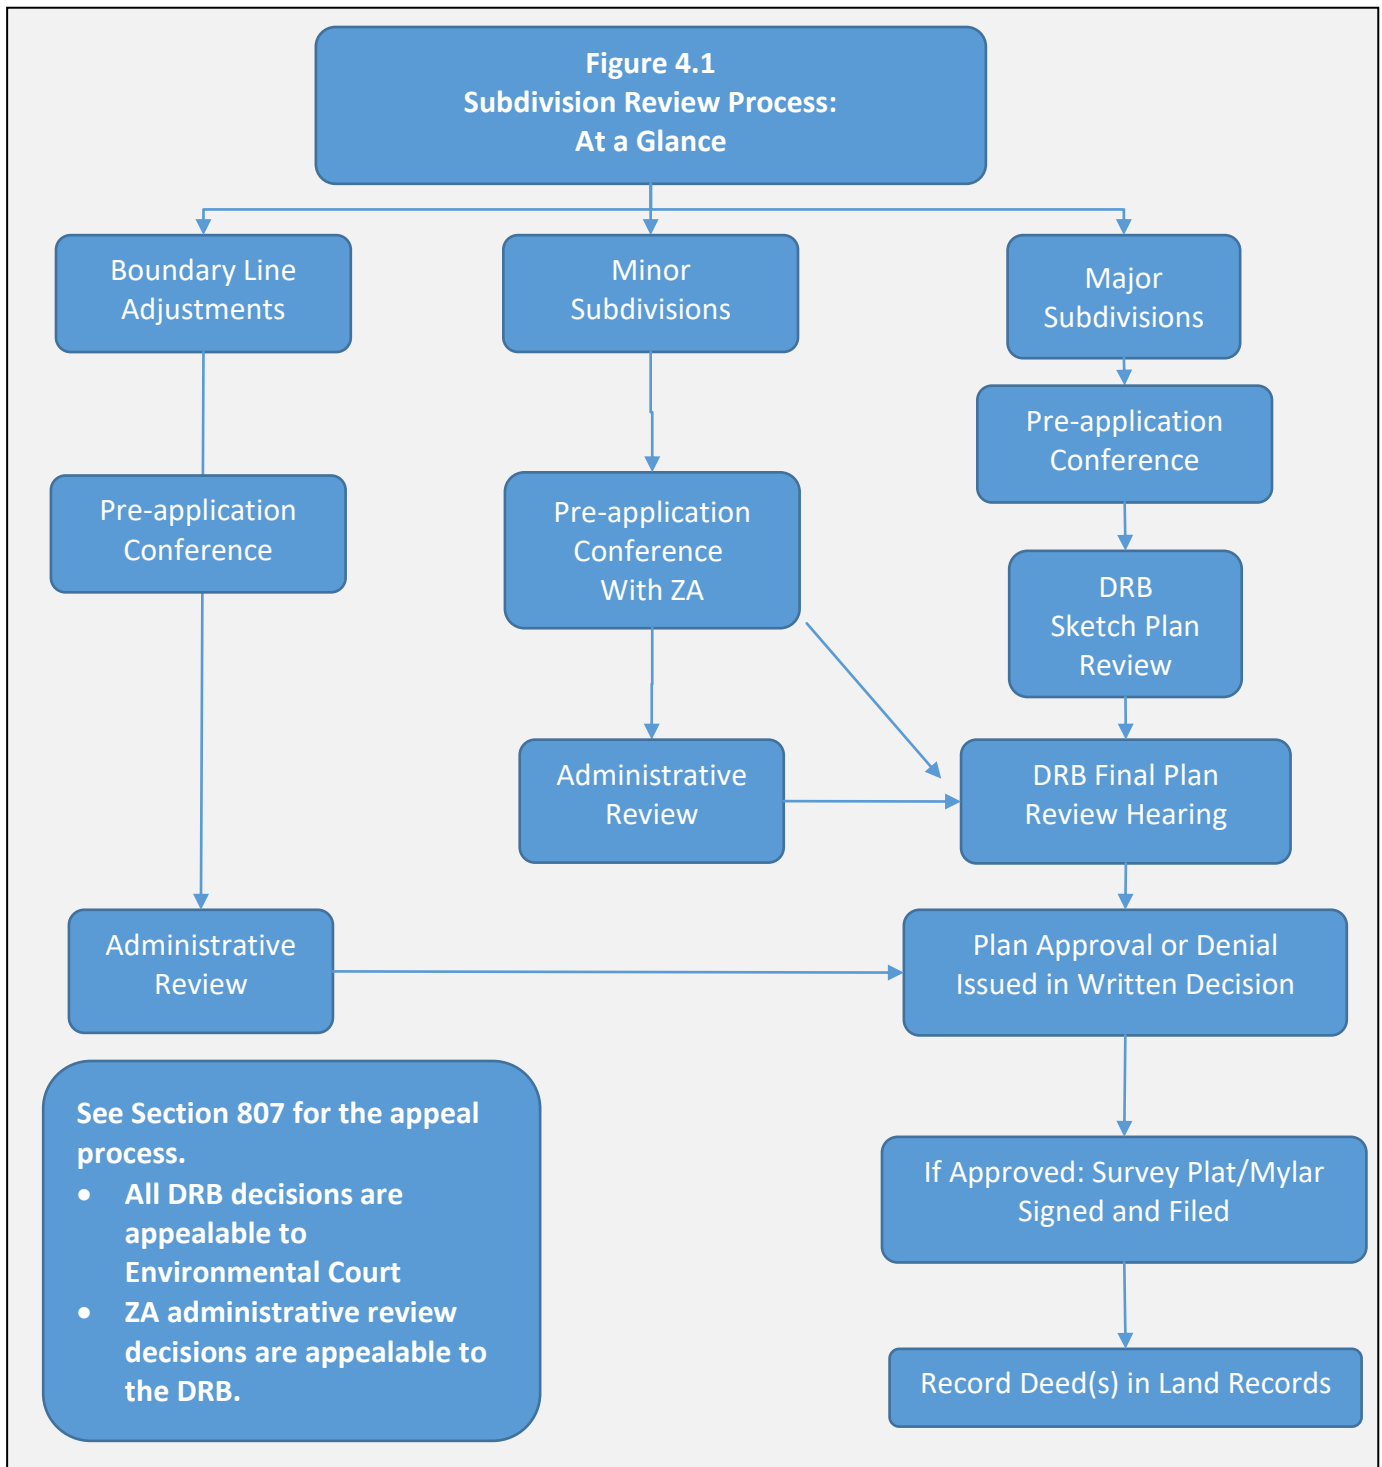 Figure 4.1
Subdivision Review Process:
At a Glance
Boundary Line
Adjustments
Minor
Subdivisions
Major
Subdivisions
Pre-application
Conference
Pre-application
Conference
With ZA
Pre-application
Conference
DRB
Sketch Plan
Review
Administrative
Review
DRB Final Plan
Review Hearing
Administrative
Review
Plan Approval or Denial
Issued in Written Decision
See Section 807 for the appeal
process.
• All DRB decisions are
appealable to
Environmental Court
• ZA administrative review
decisions are appealable to
the DRB.
If Approved: Survey Plat/Mylar
Signed and Filed
Record Deed(s) in Land Records